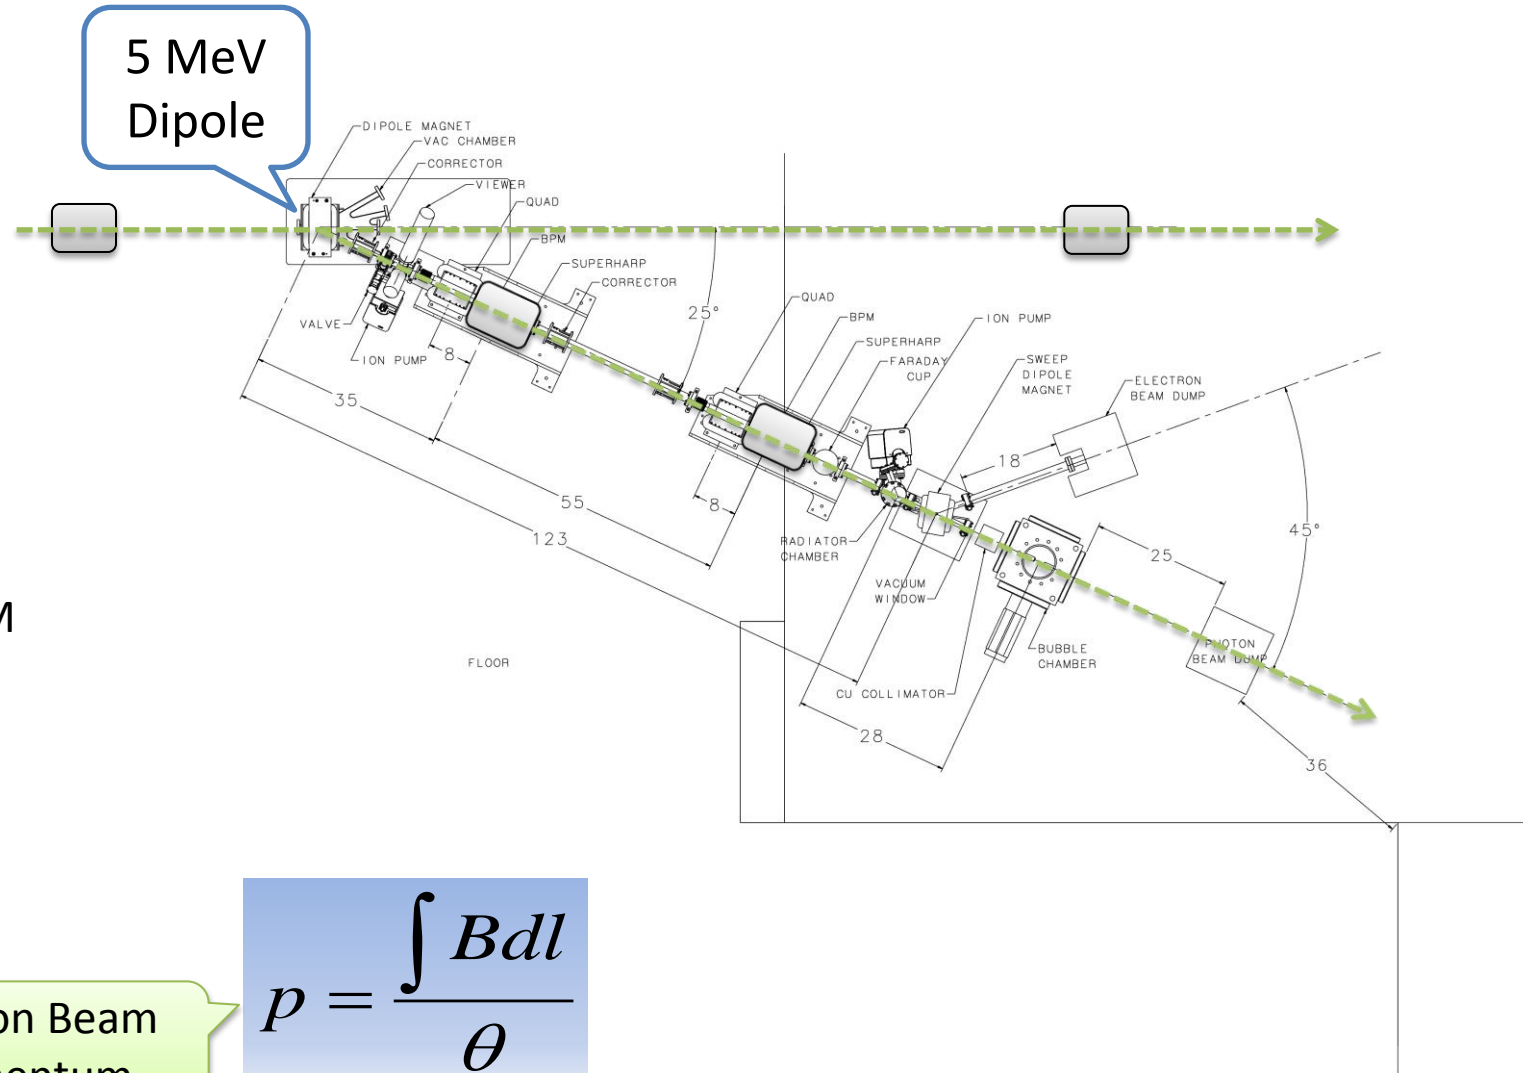 5 MeV
Dipole
DIPOLE MAGNET
VAC CHAMBER
CORRECTOR
VIEWER
QUAD
BPM
SUPERHARP
CORRECTOR
25°
VALVE
ION PUMP
8
35
QUAD
BPM
ION PUMP
SUPERHARP
FARADAY
CUP
SWEEP
DIPOLE
MAGNET
ELECTRON
BEAM DUMP
18
55
8
123
RADIATOR
CHAMBER
45°
25
VACUUM
WINDOW
M
FLOOR
BUBBLE
CHAMBER
PHOTON
BEAM DUMP
CU COLLIMATOR
28
36
p = ∫ Bdl / θ
on Beam